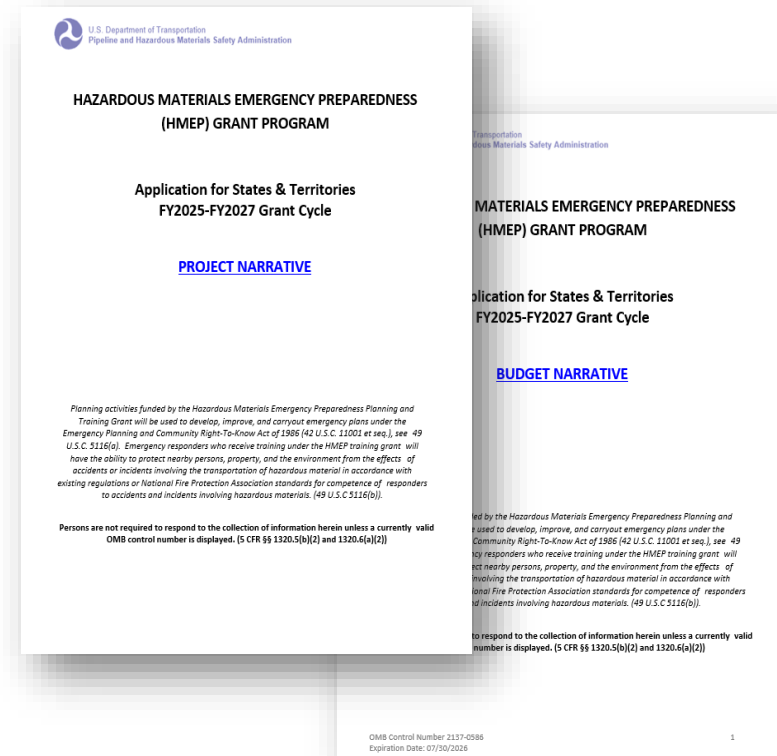 U.S. Department of Transportation
Pipeline and Hazardous Materials Safety Administration
HAZARDOUS MATERIALS EMERGENCY PREPAREDNESS
(HMEP) GRANT PROGRAM
Application for States & Territories
FY2025-FY2027 Grant Cycle
PROJECT NARRATIVE
Planning activities funded by the Hazardous Materials Emergency Preparedness Planning and
Training Grant will be used to develop, improve, and carryout emergency plans under the
Emergency Planning and Community Right-To-Know Act of 1986 (42 U.S.C. 11001 et seq.), see 49
U.S.C. 5116(a). Emergency responders who receive training under the HMEP training grant will
have the ability to protect nearby persons, property, and the environment from the effects of
accidents or incidents involving the transportation of hazardous material in accordance with
existing regulations or National Fire Protection Association standards for competence of responders
to accidents and incidents involving hazardous materials. (49 U.S.C 5116(b)).
Persons are not required to respond to the collection of information herein unless a currently valid
OMB control number is displayed. (5 CFR §§ 1320.5(b)(2) and 1320.6(a)(2))
Transportation
Materials Safety Administration
MATERIALS EMERGENCY PREPAREDNESS
(HMEP) GRANT PROGRAM
for States & Territories
FY2025-FY2027 Grant Cycle
BUDGET NARRATIVE
by the Hazardous Materials Emergency Preparedness Planning and
used to develop, improve, and carryout emergency plans under the
Community Right-To-Know Act of 1986 (42 U.S.C. 11001 et seq.), see 49
responders who receive training under the HMEP training grant will
nearby persons, property, and the environment from the effects of
involving the transportation of hazardous material in accordance with
Fire Protection Association standards for competence of responders
incidents involving hazardous materials. (49 U.S.C 5116(b)).
to respond to the collection of information herein unless a currently valid
number is displayed. (5 CFR §§ 1320.5(b)(2) and 1320.6(a)(2))
OMB Control Number 2137-0586 1
Expiration Date: 07/30/2026